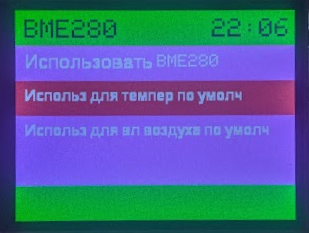 BME280 22:06
Использовать BME280
Использ для темпер по умолч
Использ для вл воздуха по умолч